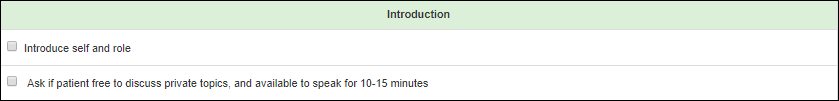 Introduction
Introduce self and role
Ask if patient free to discuss private topics, and available to speak for 10-15 minutes